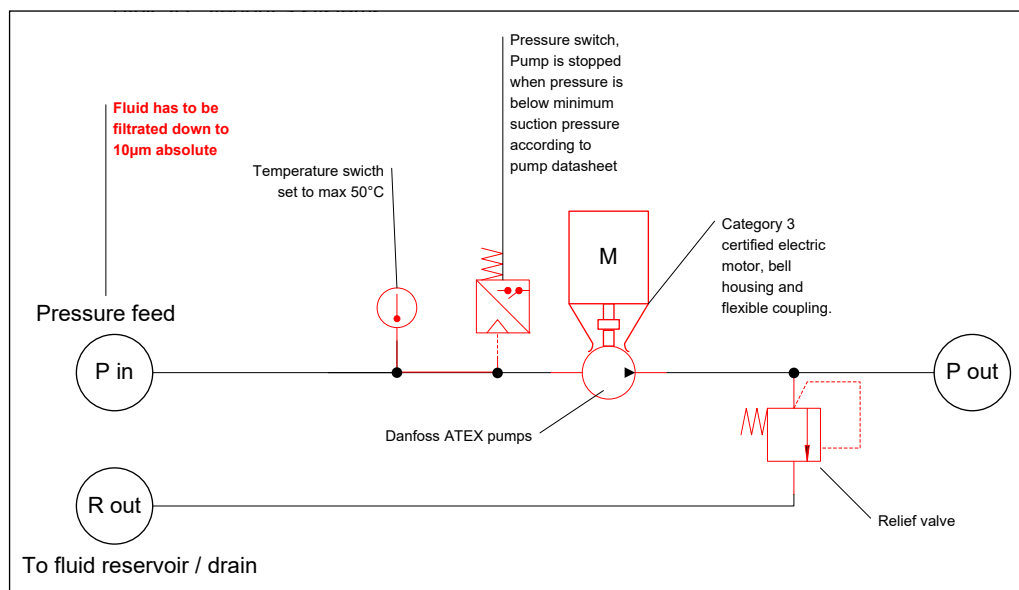 Pressure switch,
Pump is stopped
when pressure is
below minimum
suction pressure
according to
pump datasheet
Fluid has to be
filtrated down to
10µm absolute
Temperature swicth
set to max 50°C
Category 3
certified electric
motor, bell
housing and
flexible coupling.
M
Pressure feed
P in
P out
Danfoss ATEX pumps
R out
Relief valve
To fluid reservoir / drain